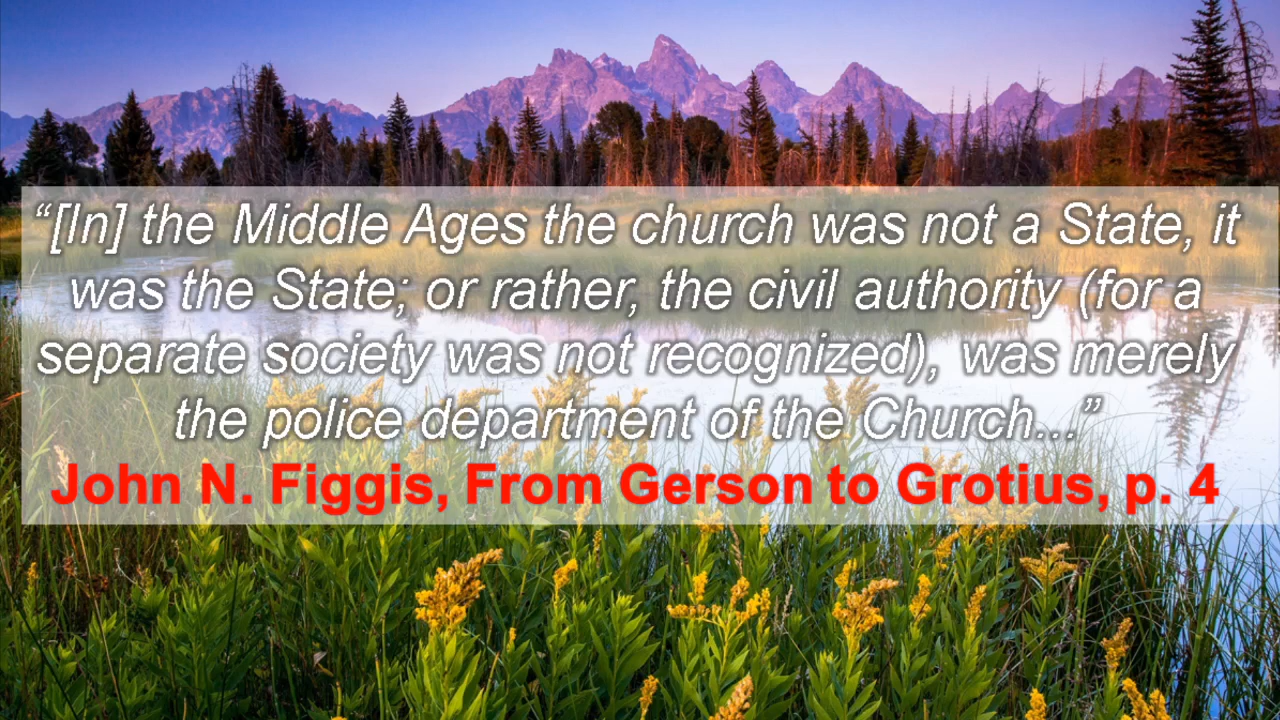 “[In] the Middle Ages the church was not a State, it
was the State; or rather, the civil authority (for a
separate society was not recognized), was merely
the police department of the Church...”
John N. Figgis, From Gerson to Grotius, p. 4